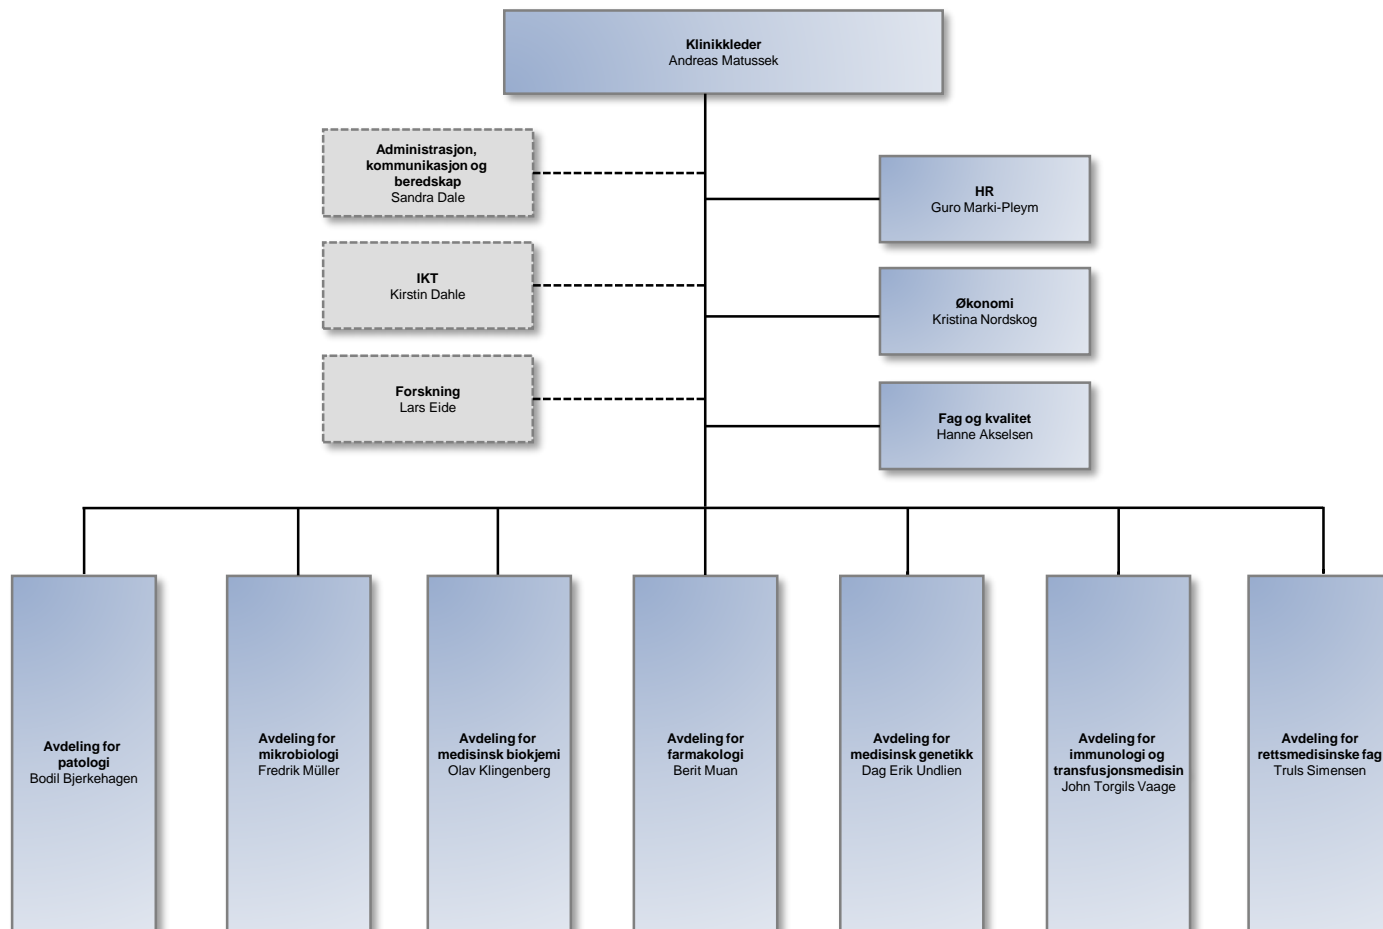 Klinikkleder
Andreas Matussek
Administrasjon,
kommunikasjon og
beredskap
Sandra Dale
HR
Guro Marki-Pleym
IKT
Kirstin Dahle
Økonomi
Kristina Nordskog
Forskning
Lars Eide
Fag og kvalitet
Hanne Akselsen
Avdeling for
patologi
Bodil Bjerkehagen
Avdeling for
mikrobiologi
Fredrik Müller
Avdeling for
medisinsk biokjemi
Olav Klingenberg
Avdeling for
farmakologi
Berit Muan
Avdeling for
medisinsk genetikk
Dag Erik Undlien
Avdeling for
immunologi og
transfusjonsmedisin
John Torgils Vaage
Avdeling for
rettsmedisinske fag
Truls Simensen